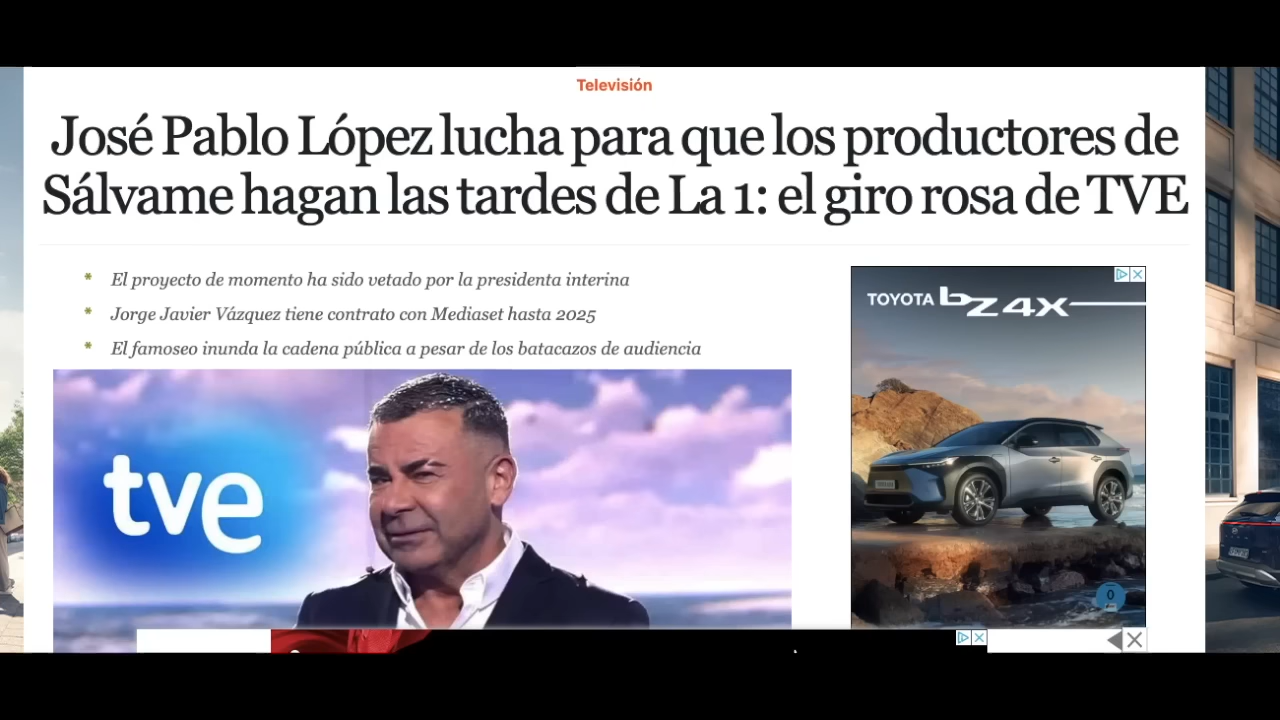 Televisión
José Pablo López lucha para que los productores de
Sálvame hagan las tardes de La 1: el giro rosa de TVE
* El proyecto de momento ha sido vetado por la presidenta interina
* Jorge Javier Vázquez tiene contrato con Mediaset hasta 2025
* El famoseo inunda la cadena pública a pesar de los batacazos de audiencia
TOYOTA bZ4X
tve
0